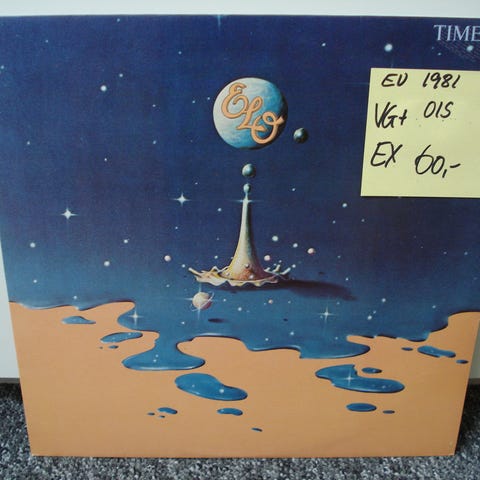 TIME
ELO
EU 1981
VG+ OIS
EX 60,-